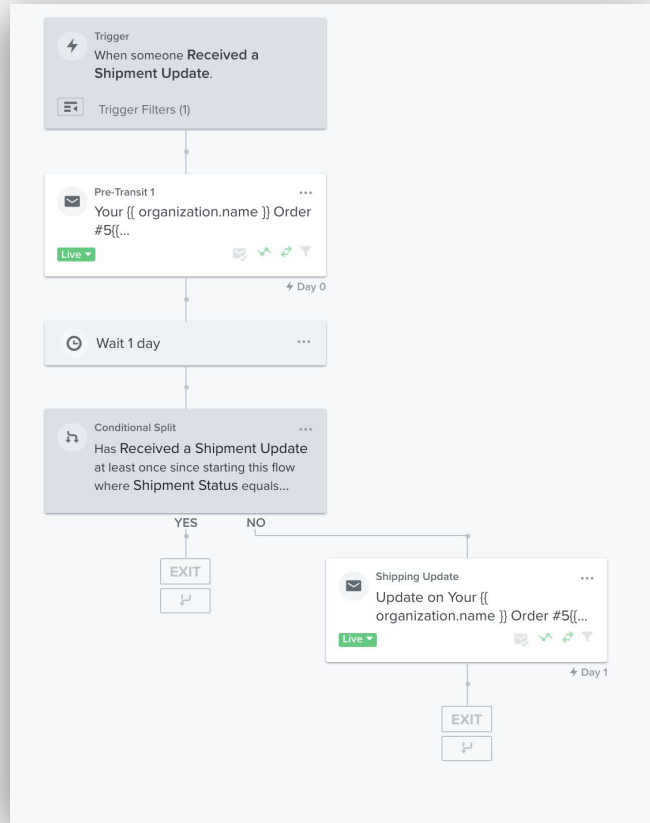 Trigger
When someone Received a
Shipment Update.
Trigger Filters (1)
Pre-Transit 1
Your {{ organization.name }} Order
#5{{...
Live
Day 0
Wait 1 day
Conditional Split
Has Received a Shipment Update
at least once since starting this flow
where Shipment Status equals...
YES NO
EXIT
Shipping Update
Update on Your {{
organization.name }} Order #5{{...
Live
Day 1
EXIT